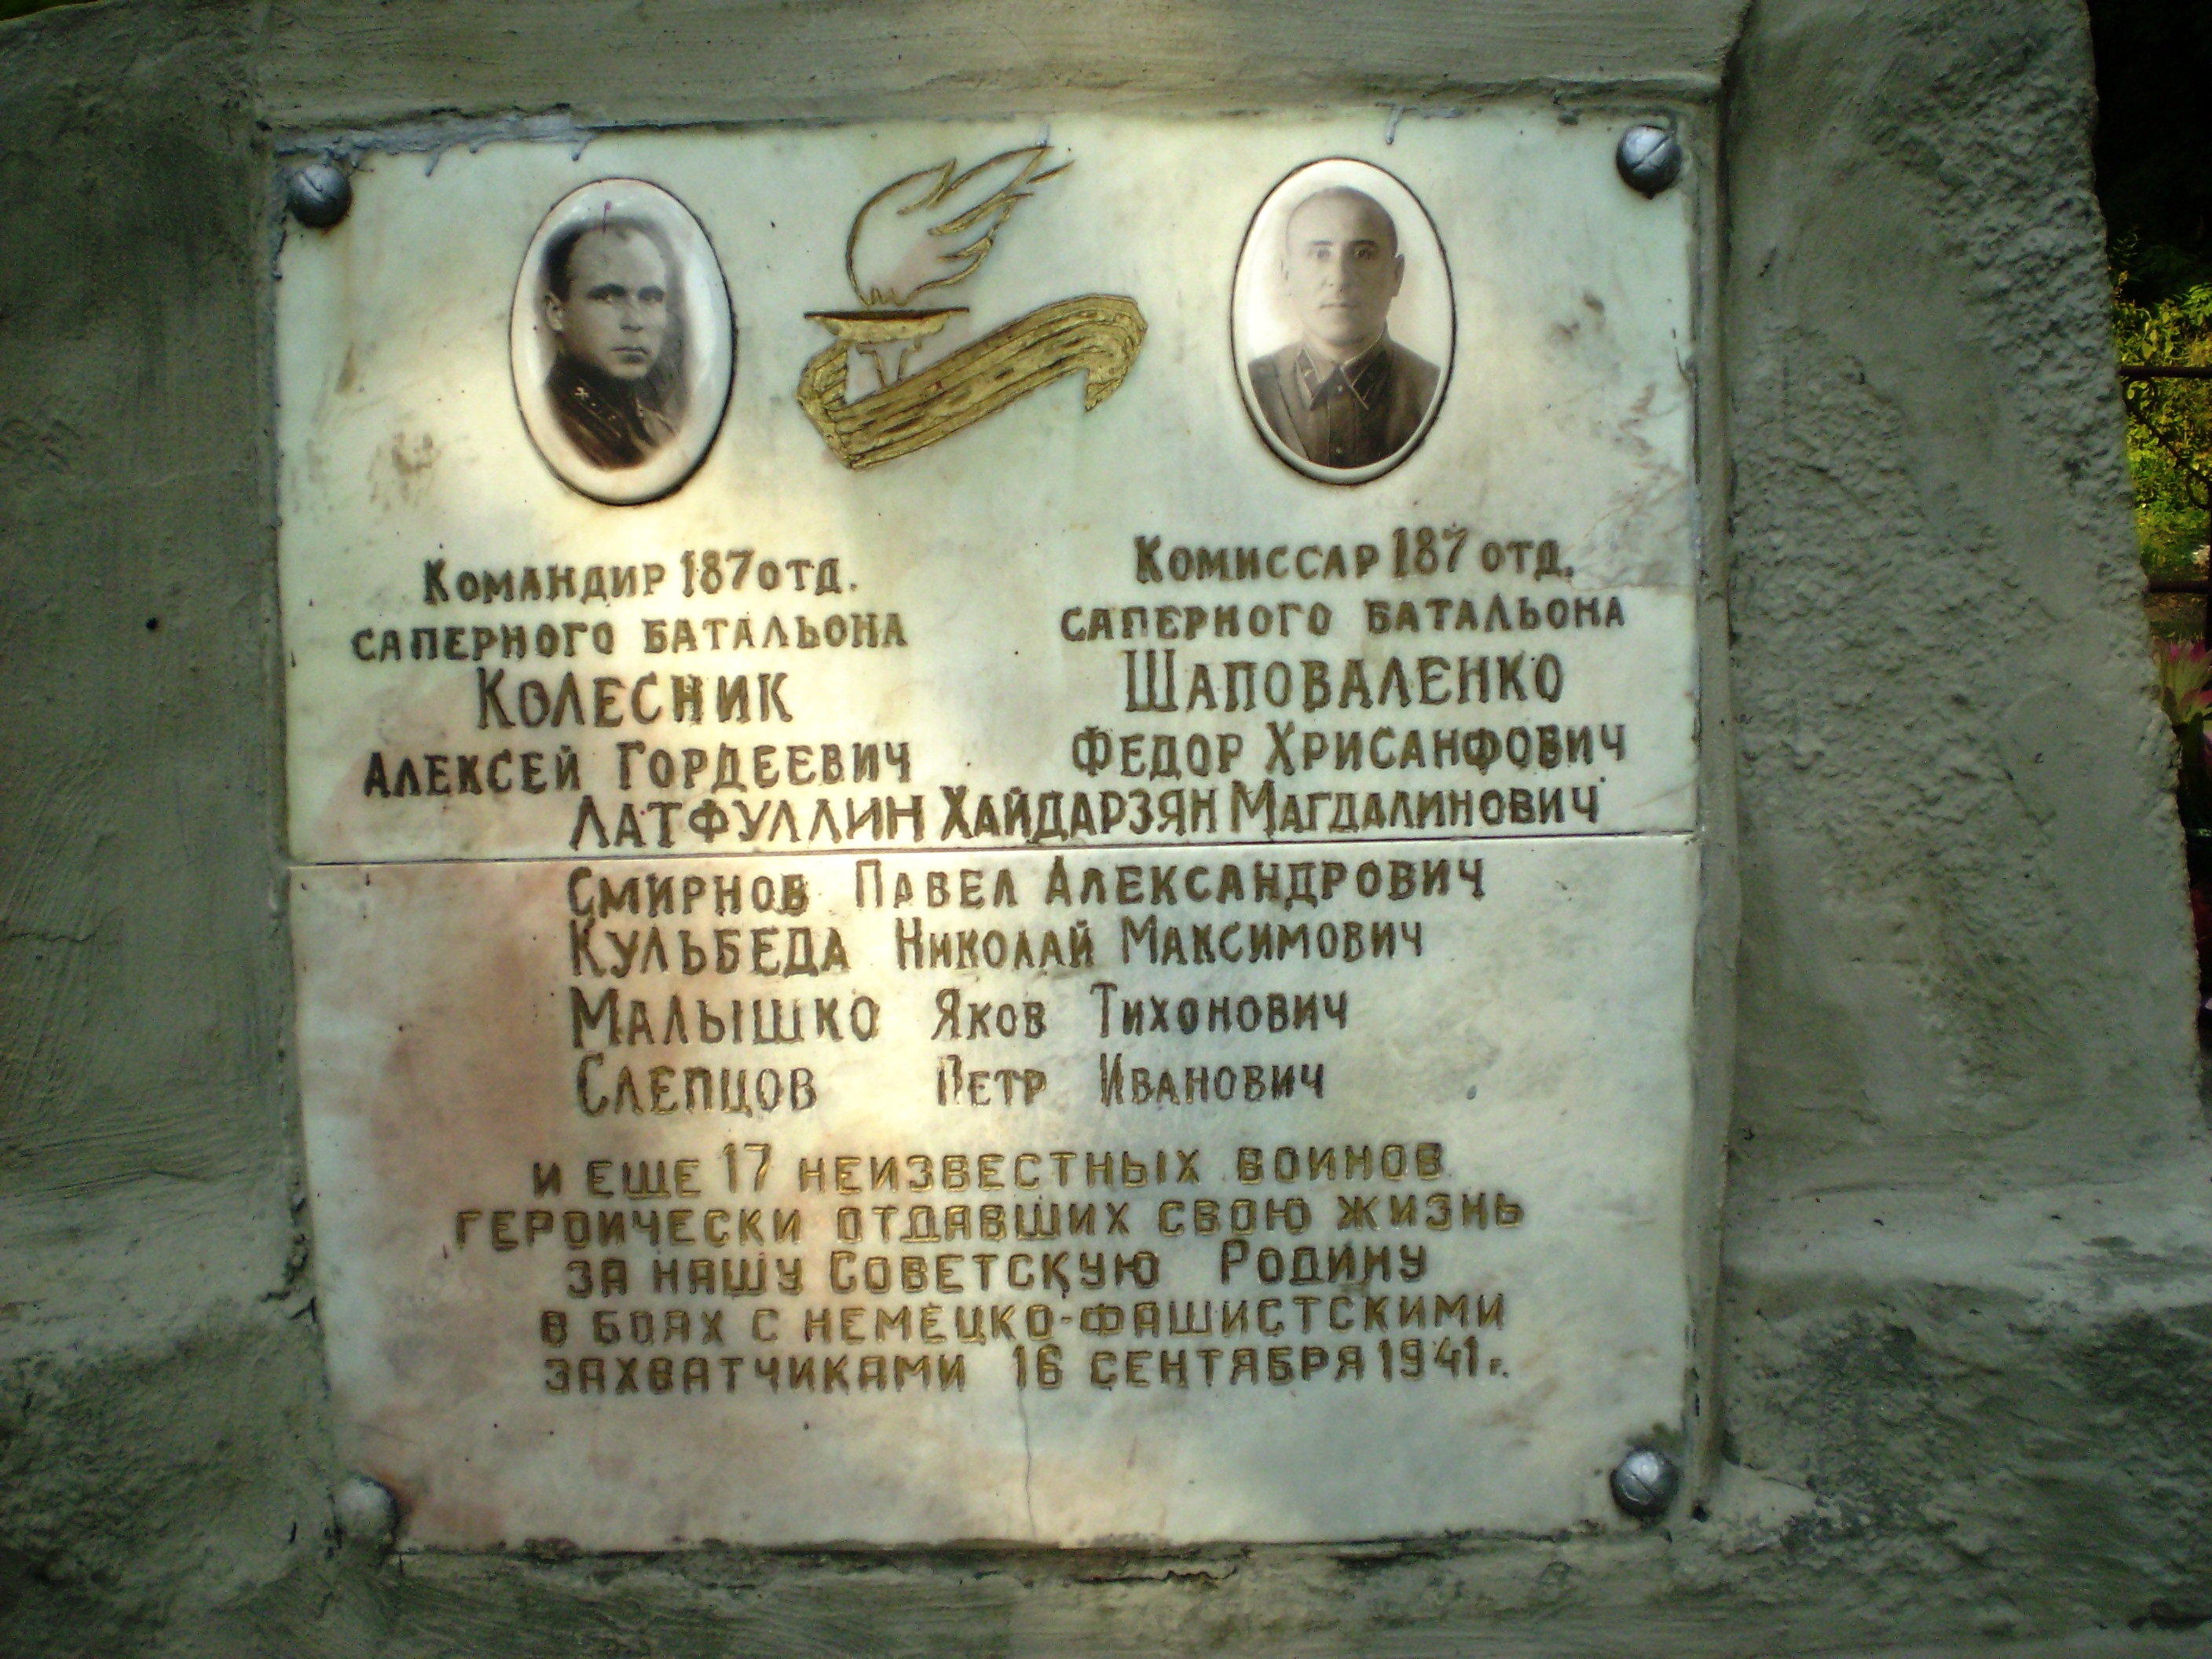 Командир 187 отд.
саперного батальона
Колесник
Алексей Гордеевич
Комиссар 187 отд.
саперного батальона
Шаповаленко
Федор Хрисанфович
Латфуллин Хайдарзян Магдалинович
Смирнов Павел Александрович
Кульбеда Николай Максимович
Малышко Яков Тихонович
Слепцов Петр Иванович
и еще 17 неизвестных воинов
героически отдавших свою жизнь
за нашу Советскую Родину
в боях с немецко-фашистскими
захватчиками 16 сентября 1941г.